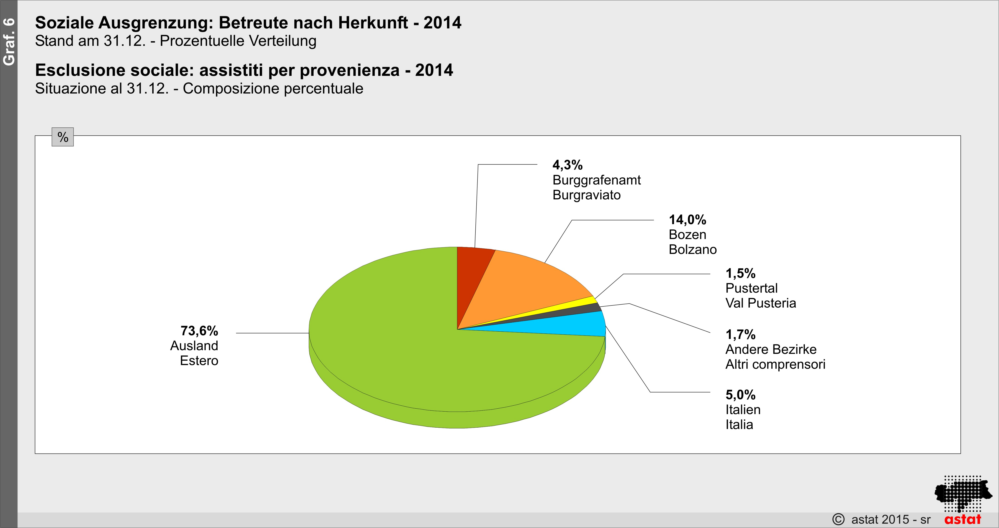 Graf. 6
Soziale Ausgrenzung: Betreute nach Herkunft - 2014
Stand am 31.12. - Prozentuelle Verteilung
Esclusione sociale: assistiti per provenienza - 2014
Situazione al 31.12. - Composizione percentuale
%
4,3%
Burggrafenamt
Burgraviato
14,0%
Bozen
Bolzano
1,5%
Pustertal
Val Pusteria
1,7%
Andere Bezirke
Altri comprensori
5,0%
Italien
Italia
73,6%
Ausland
Estero
© astat 2015 - sr
astat